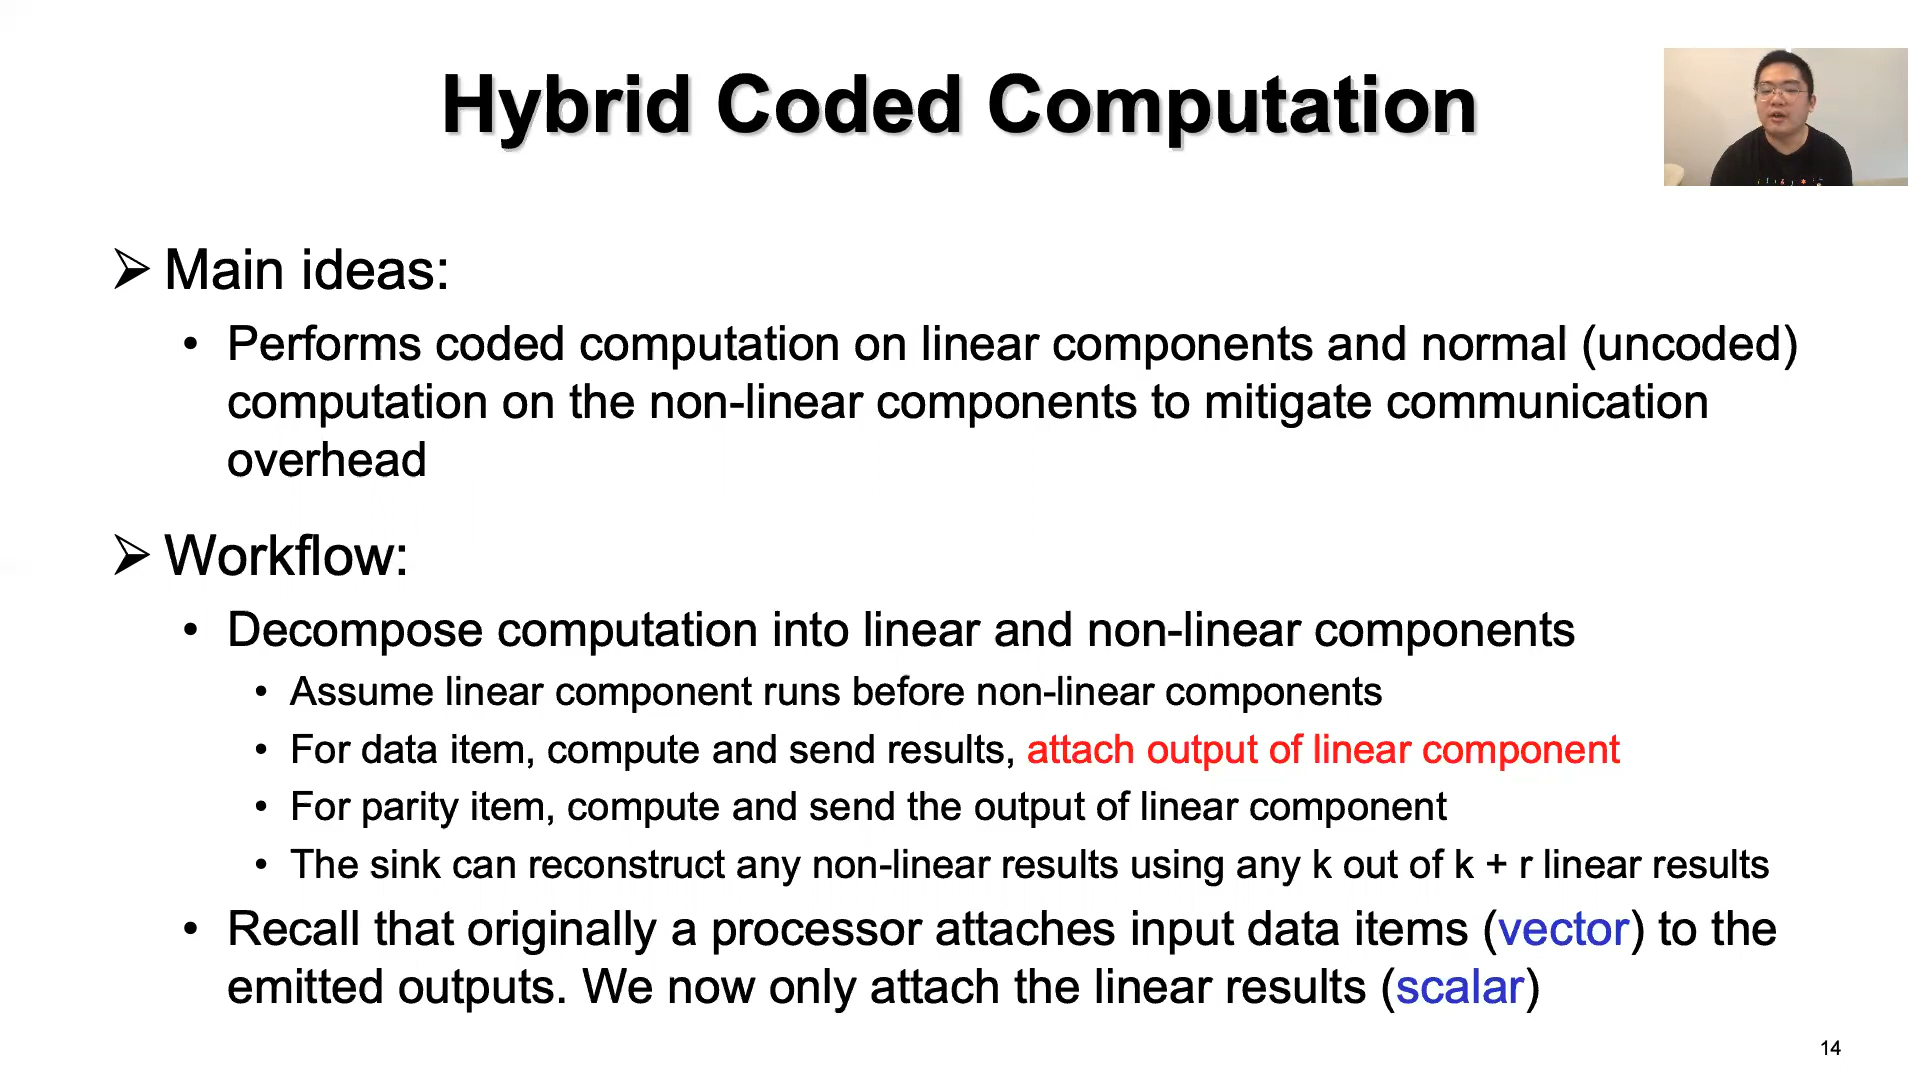 Hybrid Coded Computation
Main ideas:
• Performs coded computation on linear components and normal (uncoded)
computation on the non-linear components to mitigate communication
overhead
Workflow:
• Decompose computation into linear and non-linear components
• Assume linear component runs before non-linear components
• For data item, compute and send results, attach output of linear component
• For parity item, compute and send the output of linear component
• The sink can reconstruct any non-linear results using any k out of k + r linear results
• Recall that originally a processor attaches input data items (vector) to the
emitted outputs. We now only attach the linear results (scalar)
14